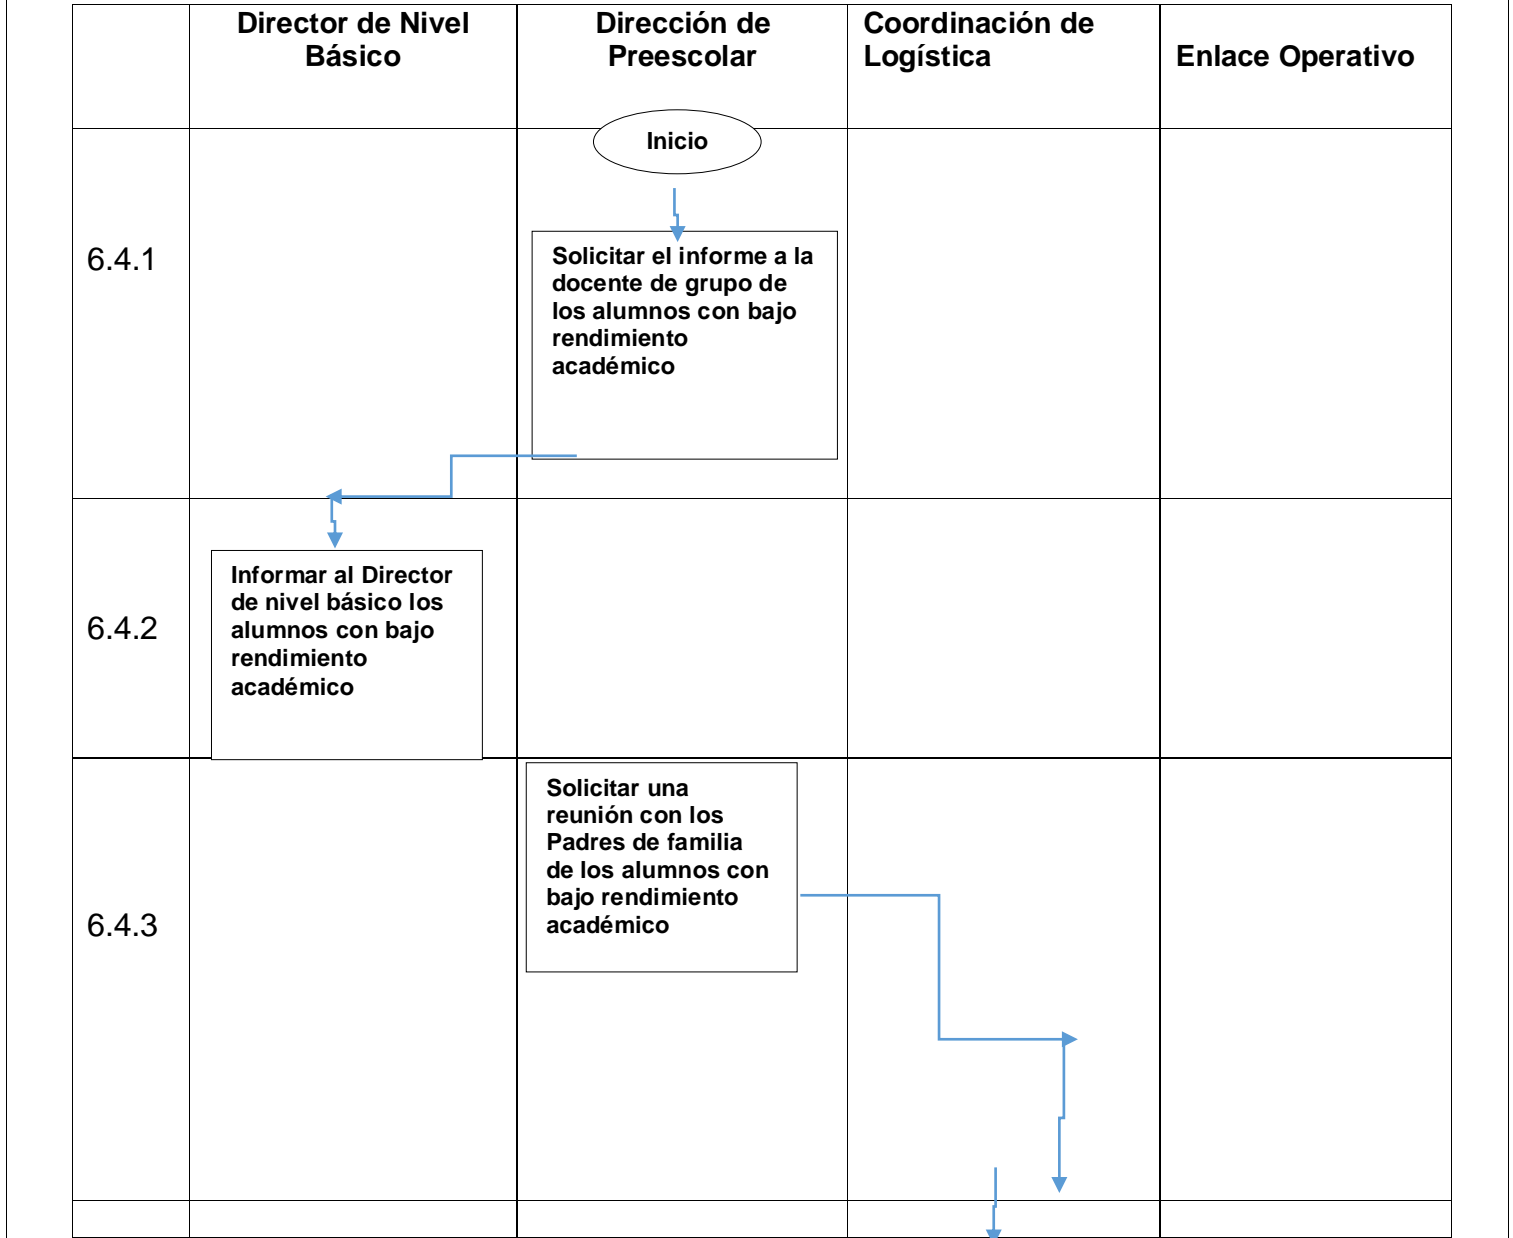 Director de Nivel
Básico
Dirección de
Preescolar
Coordinación de
Logística
Enlace Operativo
Inicio
6.4.1
Solicitar el informe a la
docente de grupo de
los alumnos con bajo
rendimiento
académico
6.4.2
Informar al Director
de nivel básico los
alumnos con bajo
rendimiento
académico
6.4.3
Solicitar una
reunión con los
Padres de familia
de los alumnos con
bajo rendimiento
académico